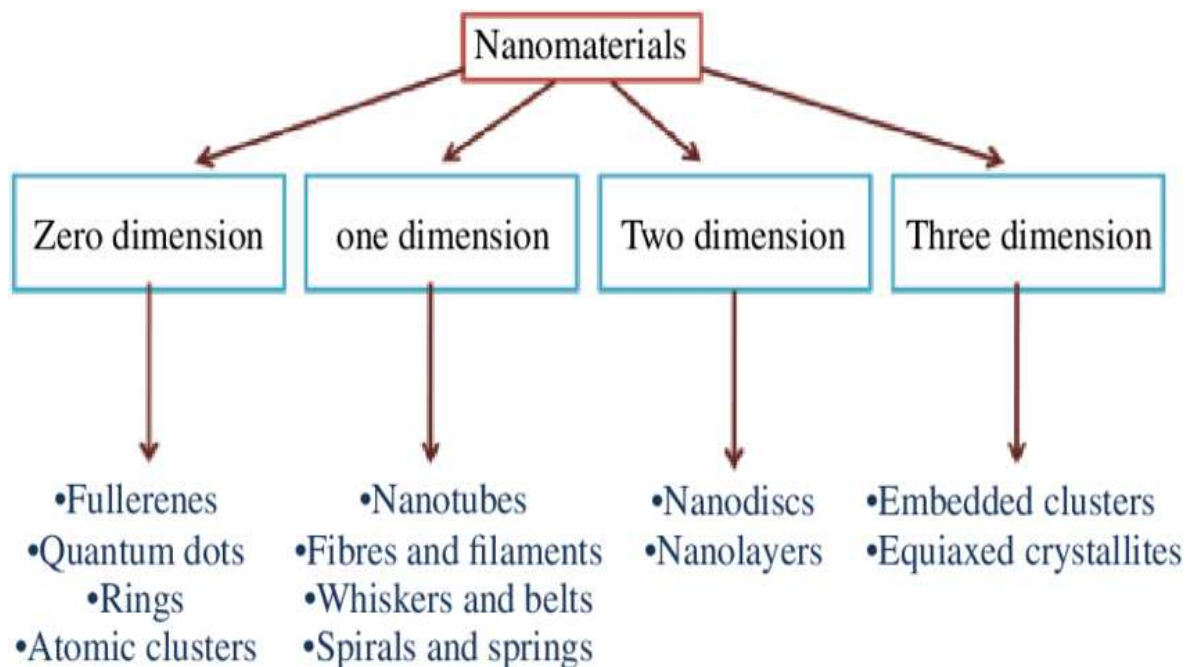 Nanomaterials
Zero dimension
one dimension
Two dimension
Three dimension
•Fullerenes
•Quantum dots
•Rings
•Atomic clusters
•Nanotubes
•Fibres and filaments
•Whiskers and belts
•Spirals and springs
•Nanodiscs
•Nanolayers
•Embedded clusters
•Equiaxed crystallites